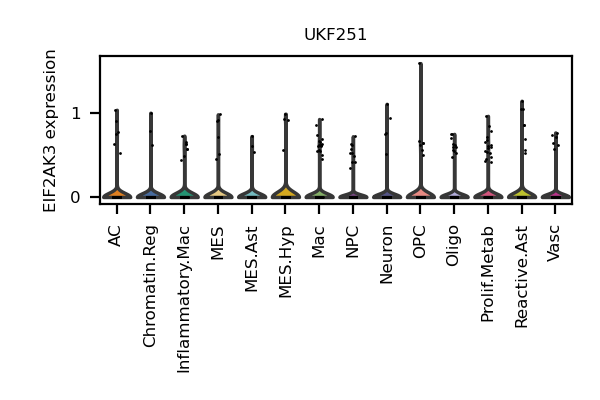 UKF251
EIF2AK3 expression
1
0
AC
Chromatin.Reg
Inflammatory.Mac
MES
MES.Ast
MES.Hyp
Mac
NPC
Neuron
OPC
Oligo
Prolif.Metab
Reactive.Ast
Vasc